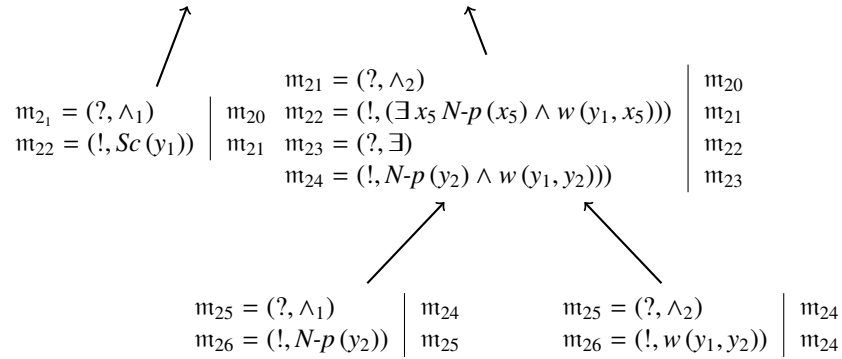 𝔪₂₁ = (?, ∧₂) | 𝔪₂₀
𝔪₂₁ = (?, ∧₁) | 𝔪₂₀ 𝔪₂₂ = (!, (∃ x₅ N-p (x₅) ∧ w (y₁, x₅))) | 𝔪₂₁
𝔪₂₂ = (!, Sc (y₁)) | 𝔪₂₁ 𝔪₂₃ = (?, ∃) | 𝔪₂₂
𝔪₂₄ = (!, N-p (y₂) ∧ w (y₁, y₂))) | 𝔪₂₃
𝔪₂₅ = (?, ∧₁) | 𝔪₂₄ 𝔪₂₅ = (?, ∧₂) | 𝔪₂₄
𝔪₂₆ = (!, N-p (y₂)) | 𝔪₂₅ 𝔪₂₆ = (!, w (y₁, y₂)) | 𝔪₂₄